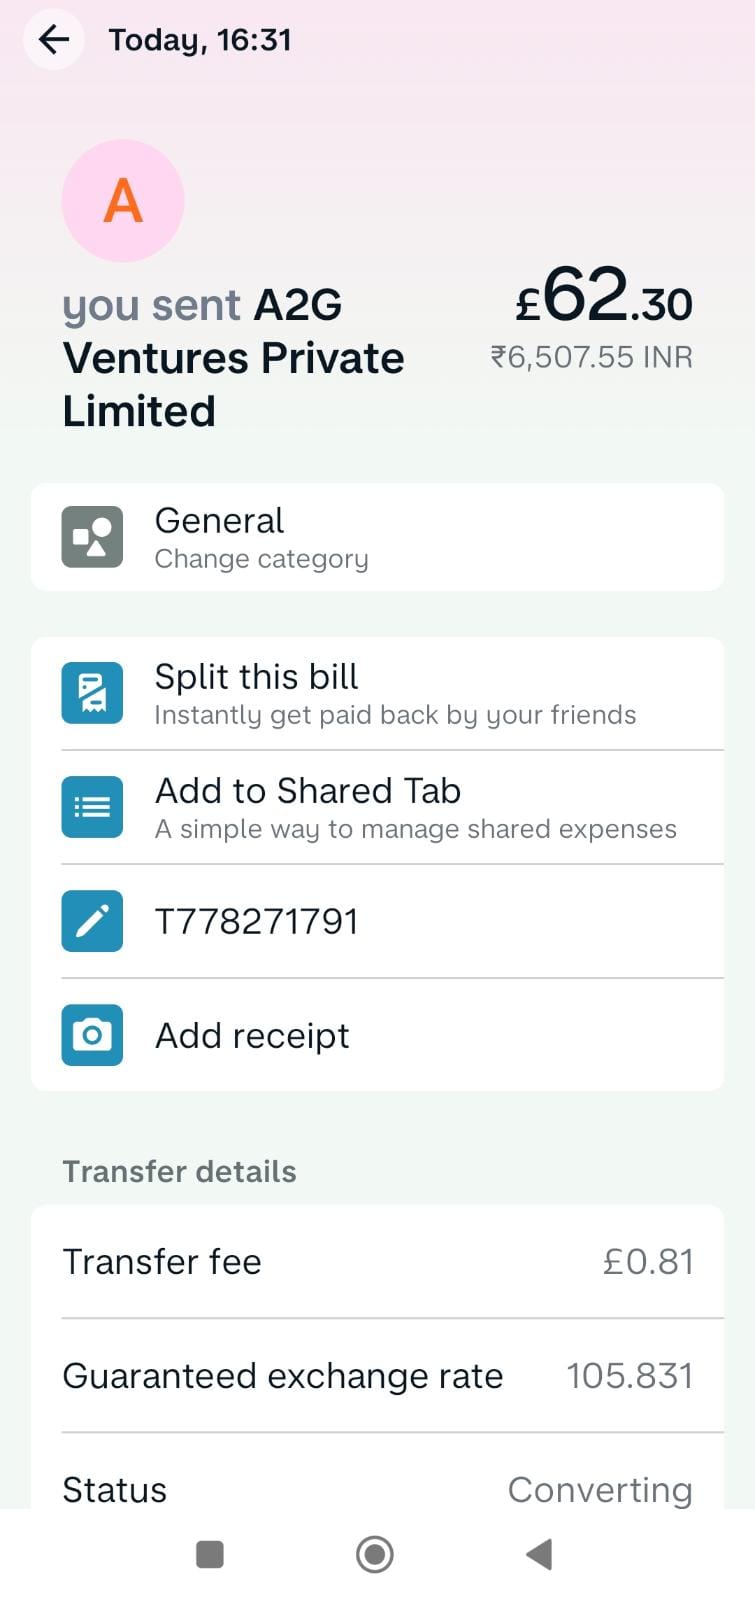 Today, 16:31
A
you sent A2G
Ventures Private
Limited
£62.30
₹6,507.55 INR
General
Change category
Split this bill
Instantly get paid back by your friends
Add to Shared Tab
A simple way to manage shared expenses
T778271791
Add receipt
Transfer details
Transfer fee £0.81
Guaranteed exchange rate 105.831
Status Converting